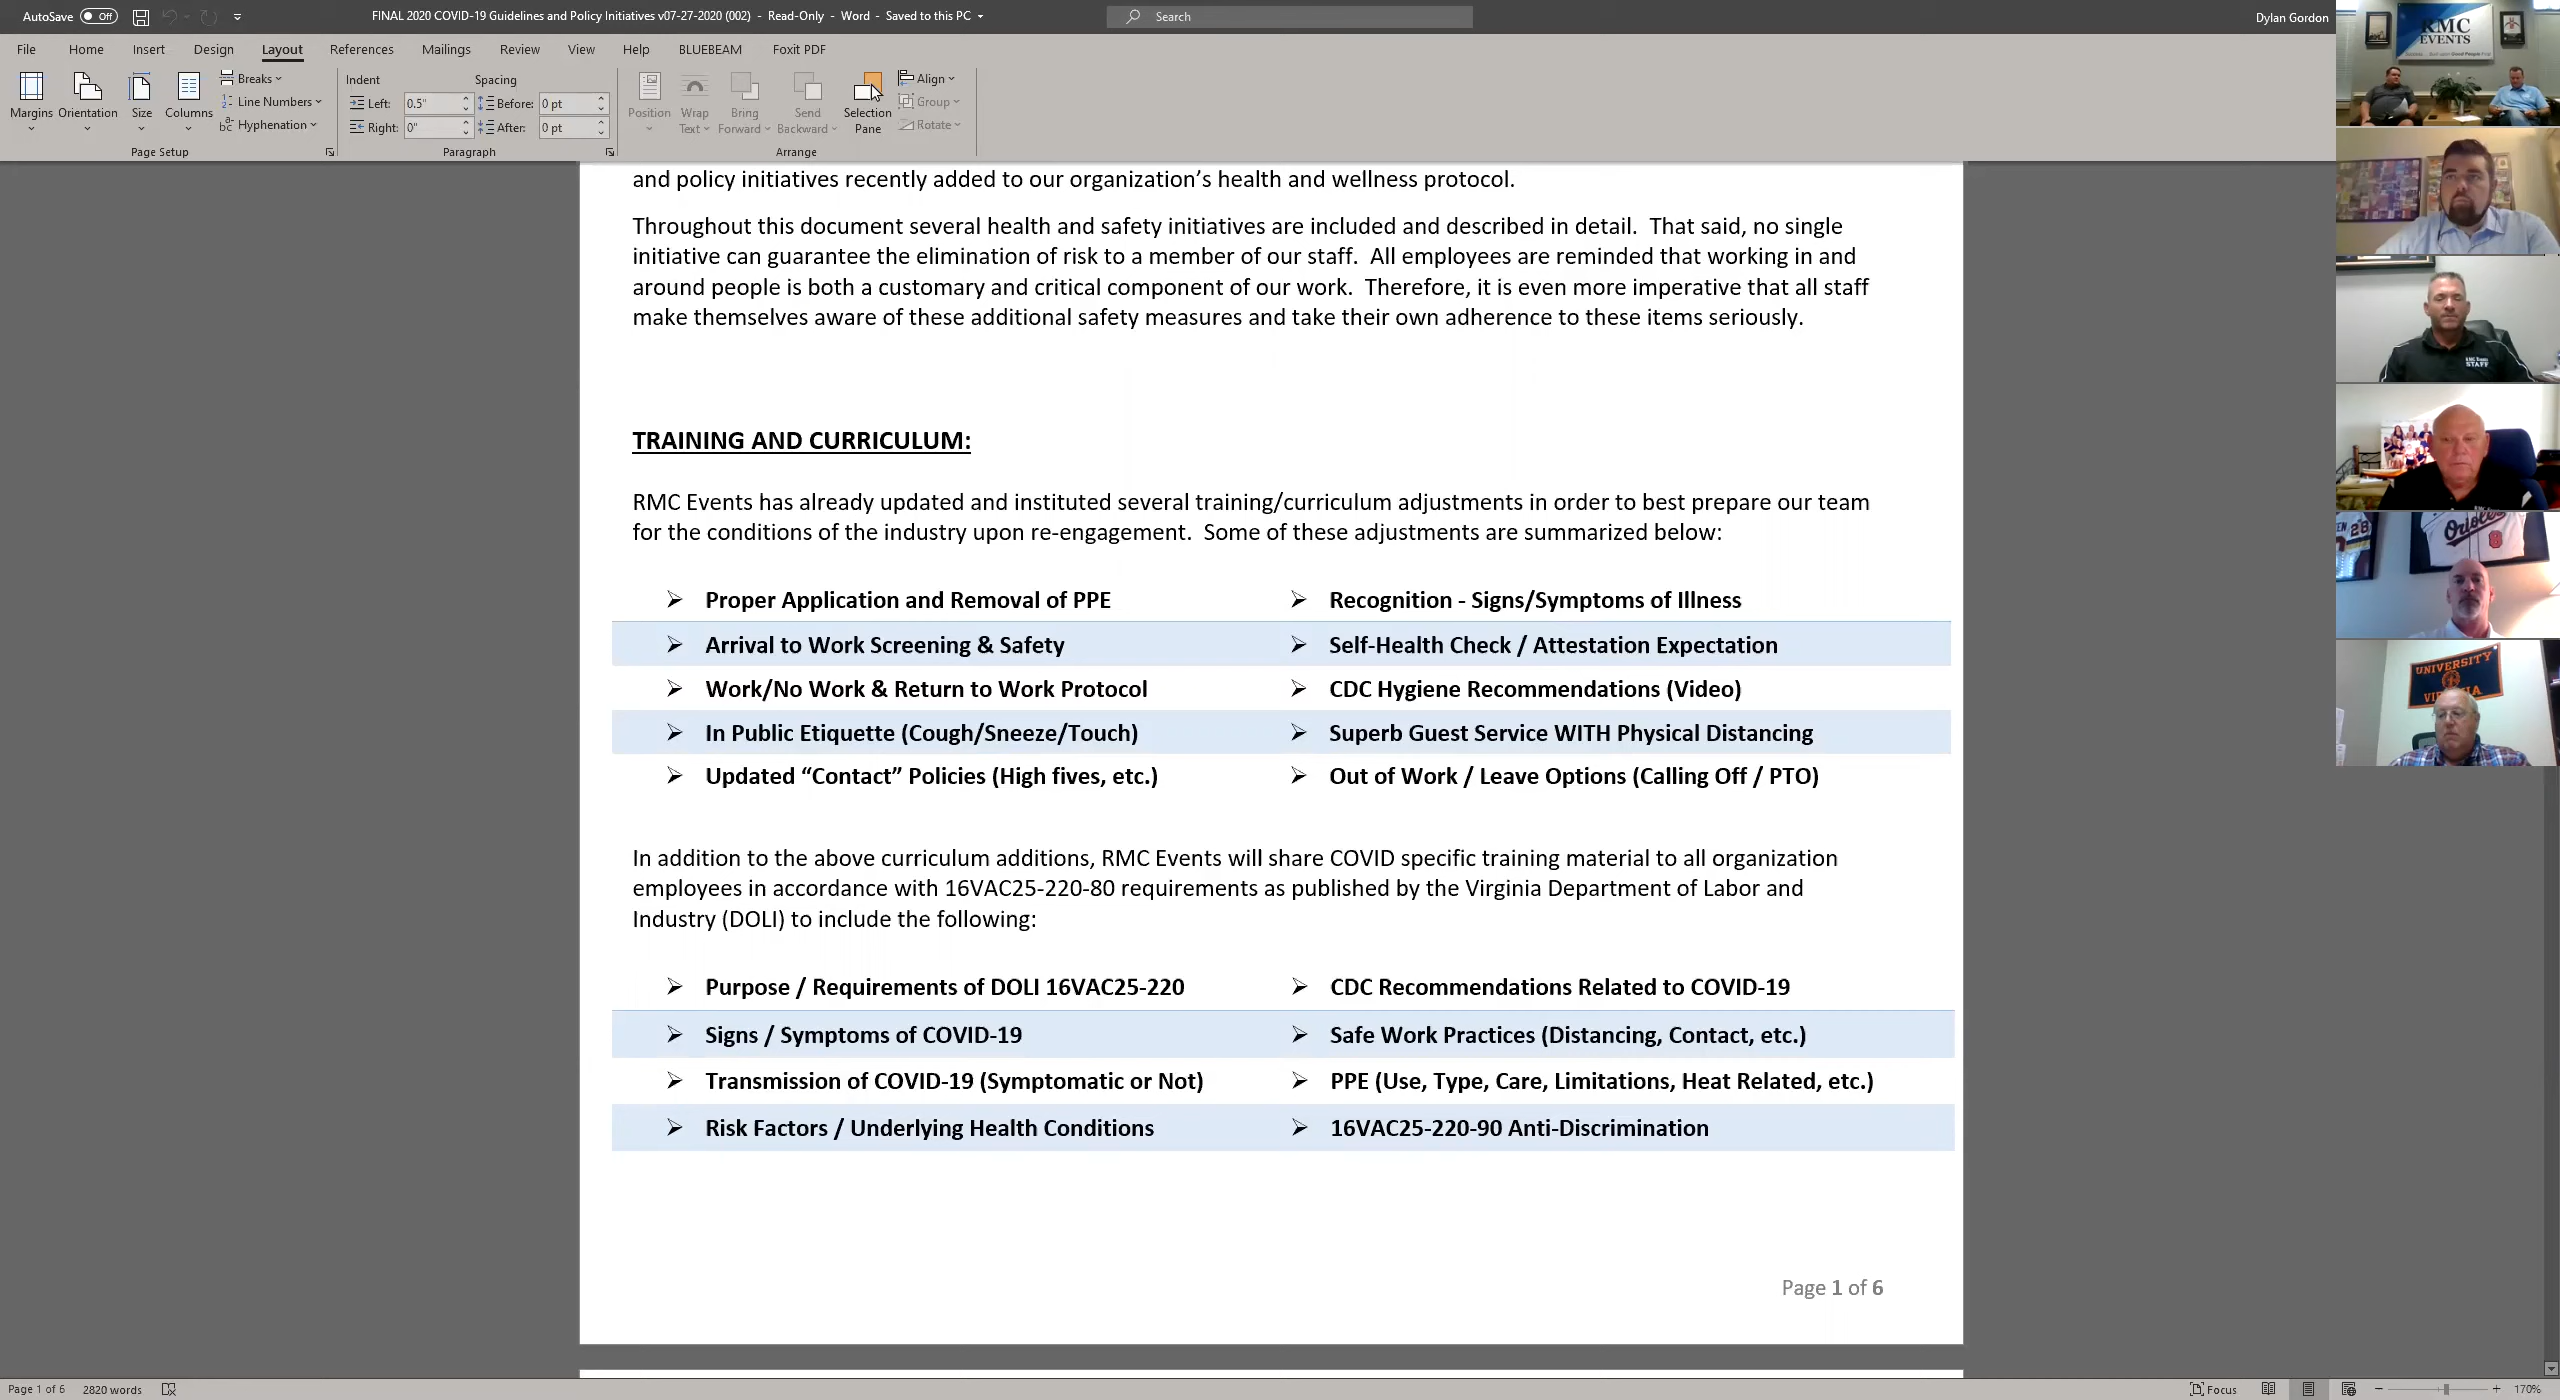 AutoSave Off
FINAL 2020 COVID-19 Guidelines and Policy Initiatives v07-27-2020 (002) - Read-Only - Word - Saved to this PC
Search
Dylan Gordon
File Home Insert Design Layout References Mailings Review View Help BLUEBEAM Foxit PDF
Margins Orientation Size Columns
Breaks
Line Numbers
Hyphenation
Page Setup
Indent Spacing
Left: 0.5" Before: 0 pt
Right: 0" After: 0 pt
Paragraph
Position
Wrap Text
Bring Forward
Send Backward
Selection Pane
Align
Group
Rotate
Arrange
and policy initiatives recently added to our organization’s health and wellness protocol.
Throughout this document several health and safety initiatives are included and described in detail. That said, no single
initiative can guarantee the elimination of risk to a member of our staff. All employees are reminded that working in and
around people is both a customary and critical component of our work. Therefore, it is even more imperative that all staff
make themselves aware of these additional safety measures and take their own adherence to these items seriously.
TRAINING AND CURRICULUM:
RMC Events has already updated and instituted several training/curriculum adjustments in order to best prepare our team
for the conditions of the industry upon re-engagement. Some of these adjustments are summarized below:
➢ Proper Application and Removal of PPE ➢ Recognition - Signs/Symptoms of Illness
➢ Arrival to Work Screening & Safety ➢ Self-Health Check / Attestation Expectation
➢ Work/No Work & Return to Work Protocol ➢ CDC Hygiene Recommendations (Video)
➢ In Public Etiquette (Cough/Sneeze/Touch) ➢ Superb Guest Service WITH Physical Distancing
➢ Updated “Contact” Policies (High fives, etc.) ➢ Out of Work / Leave Options (Calling Off / PTO)
In addition to the above curriculum additions, RMC Events will share COVID specific training material to all organization
employees in accordance with 16VAC25-220-80 requirements as published by the Virginia Department of Labor and
Industry (DOLI) to include the following:
➢ Purpose / Requirements of DOLI 16VAC25-220 ➢ CDC Recommendations Related to COVID-19
➢ Signs / Symptoms of COVID-19 ➢ Safe Work Practices (Distancing, Contact, etc.)
➢ Transmission of COVID-19 (Symptomatic or Not) ➢ PPE (Use, Type, Care, Limitations, Heat Related, etc.)
➢ Risk Factors / Underlying Health Conditions ➢ 16VAC25-220-90 Anti-Discrimination
Page 1 of 6
RMC
EVENTS
RMC Events
STAFF
28
Orioles
8
UNIVERSITY
Page 1 of 6 2820 words
Focus 170%